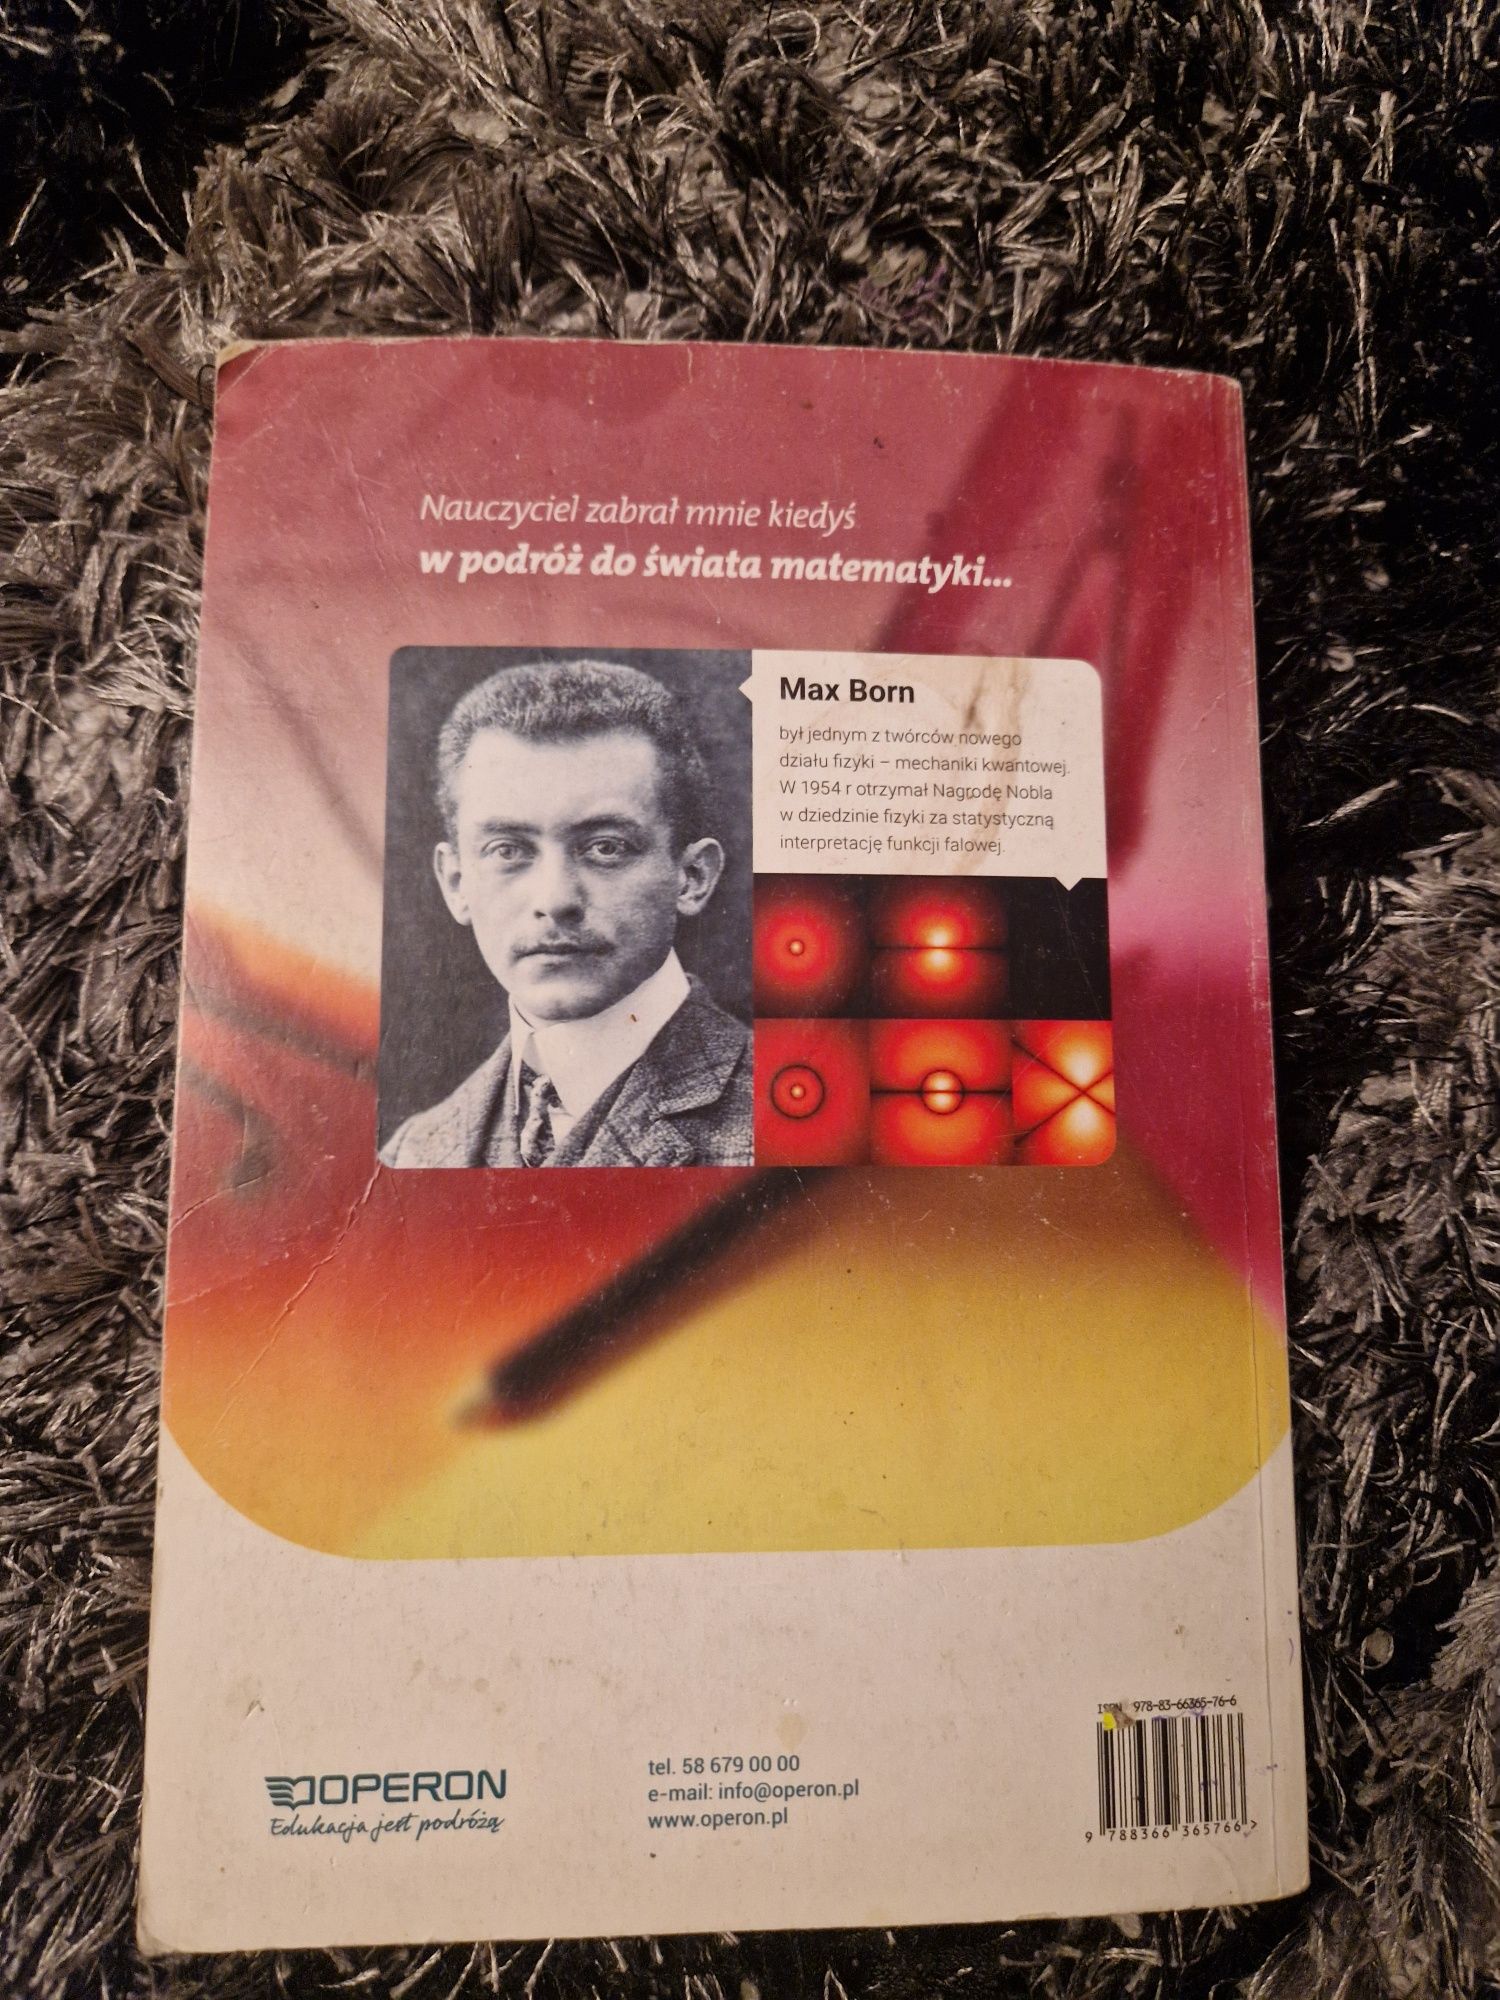 Nauczyciel zabrał mnie kiedyś
w podróż do świata matematyki...
Max Born
był jednym z twórców nowego
działu fizyki – mechaniki kwantowej.
W 1954 r otrzymał Nagrodę Nobla
w dziedzinie fizyki za statystyczną
interpretację funkcji falowej.
OPERON
Edukacja jest podróżą
tel. 58 679 00 00
e-mail: info@operon.pl
www.operon.pl
ISBN 978-83-66365-76-6
9 788366 365766 >